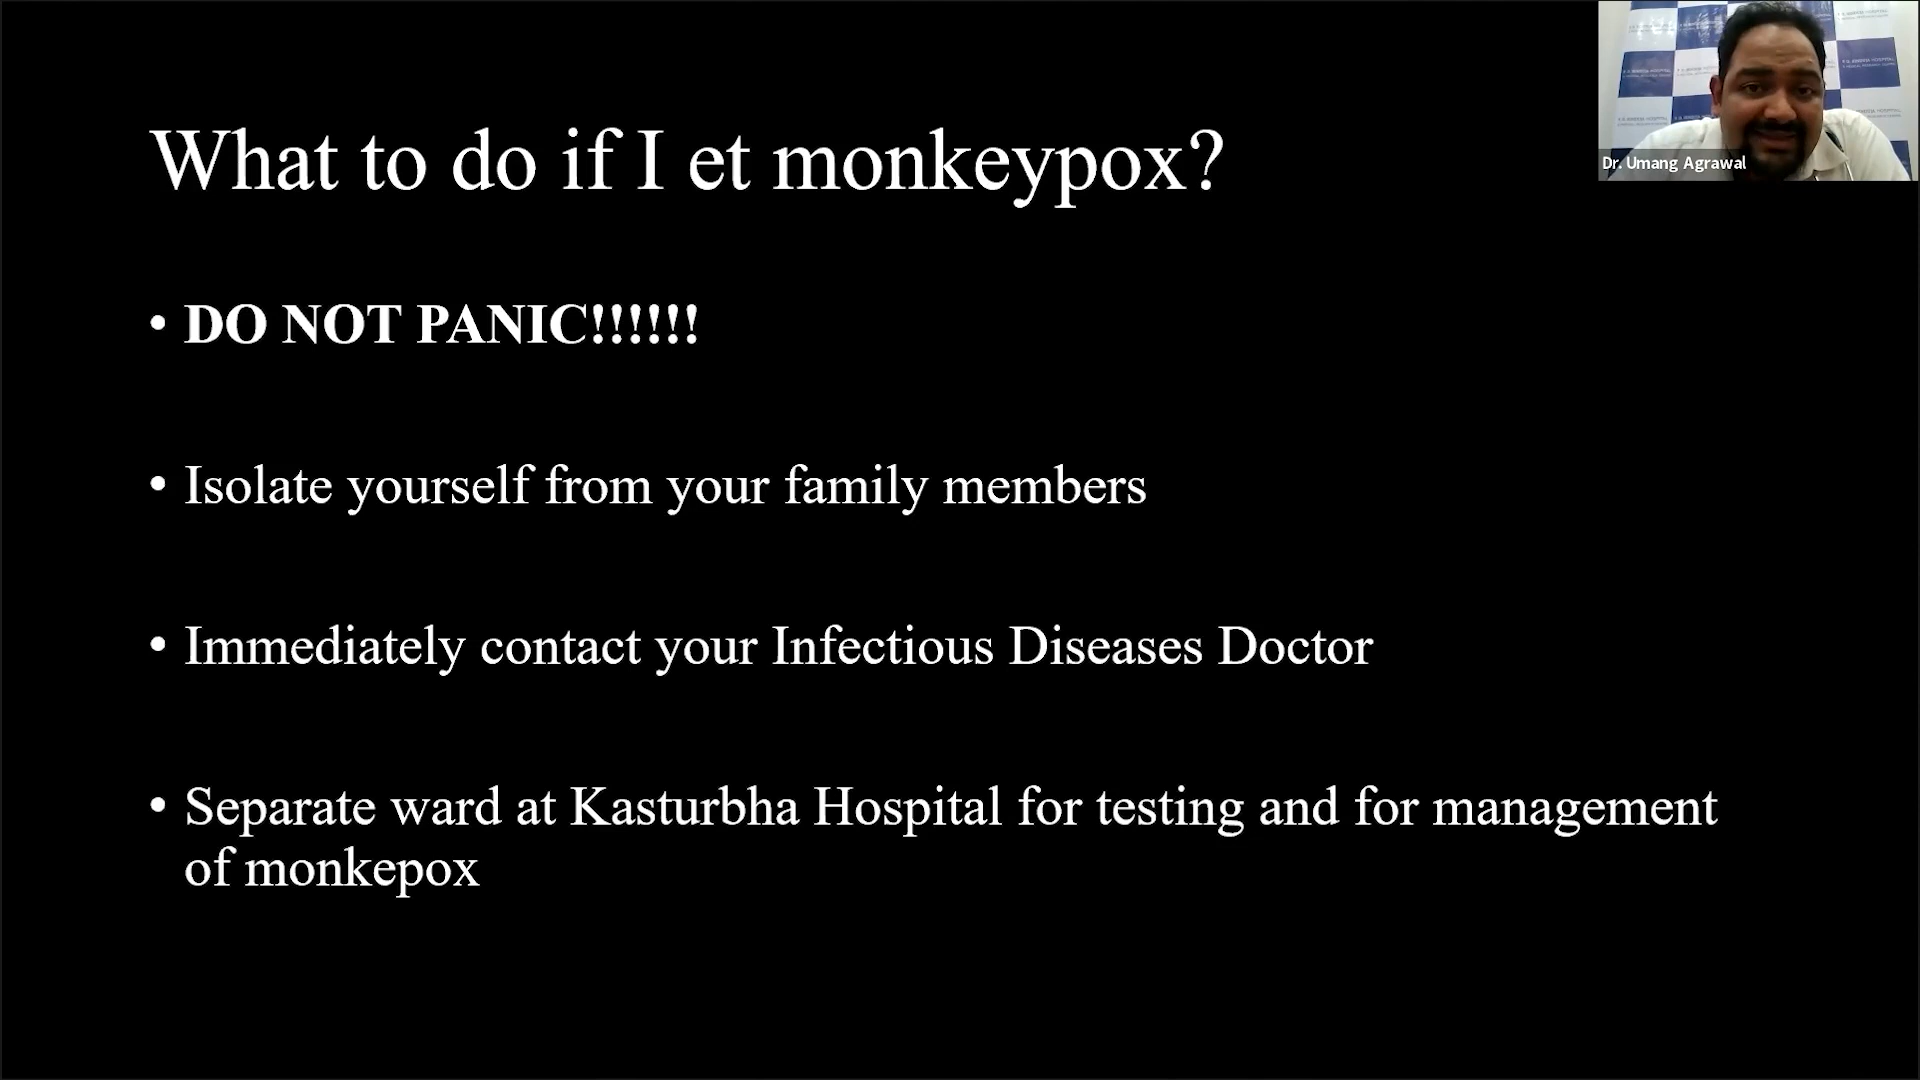 What to do if I et monkeypox?
• DO NOT PANIC!!!!!!
• Isolate yourself from your family members
• Immediately contact your Infectious Diseases Doctor
• Separate ward at Kasturbha Hospital for testing and for management
of monkepox
Dr. Umang Agrawal